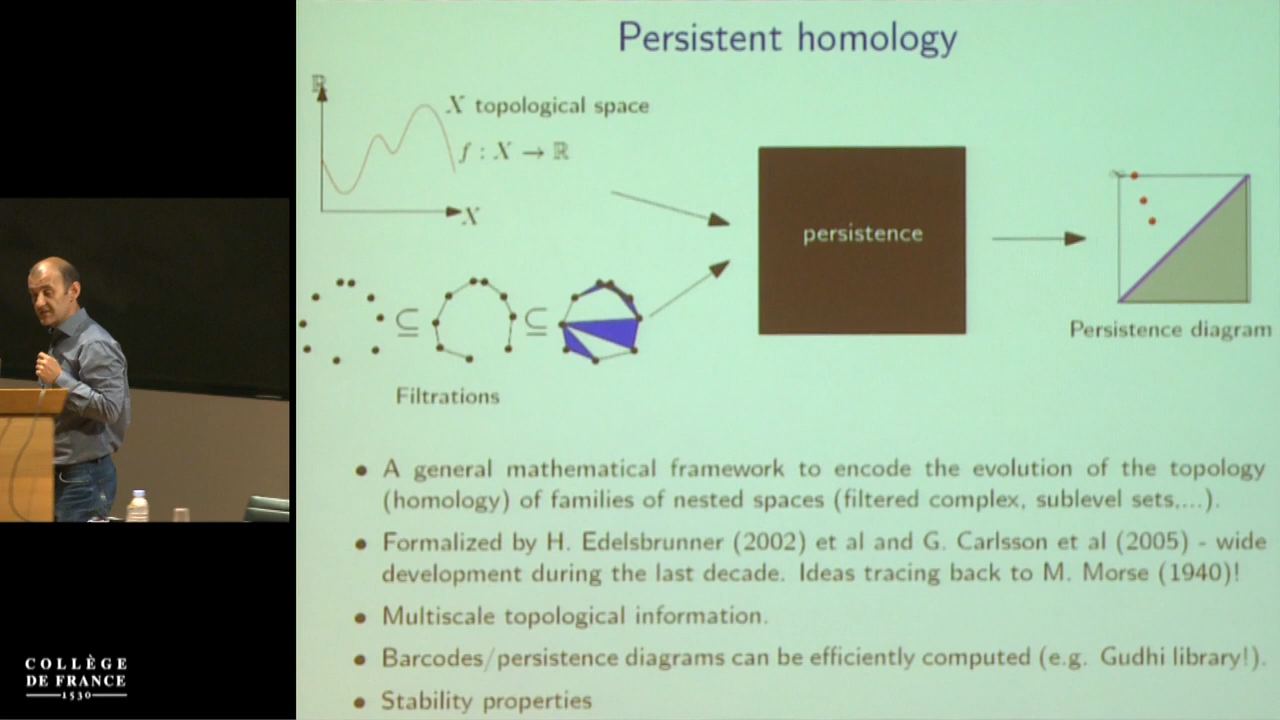 Persistent homology
ℝ
X topological space
f : X → ℝ
X
persistence
∞
Persistence diagram
⊆ ⊆
Filtrations
• A general mathematical framework to encode the evolution of the topology
(homology) of families of nested spaces (filtered complex, sublevel sets,...).
• Formalized by H. Edelsbrunner (2002) et al and G. Carlsson et al (2005) - wide
development during the last decade. Ideas tracing back to M. Morse (1940)!
• Multiscale topological information.
• Barcodes/persistence diagrams can be efficiently computed (e.g. Gudhi library!).
• Stability properties
COLLÈGE
DE FRANCE
1530